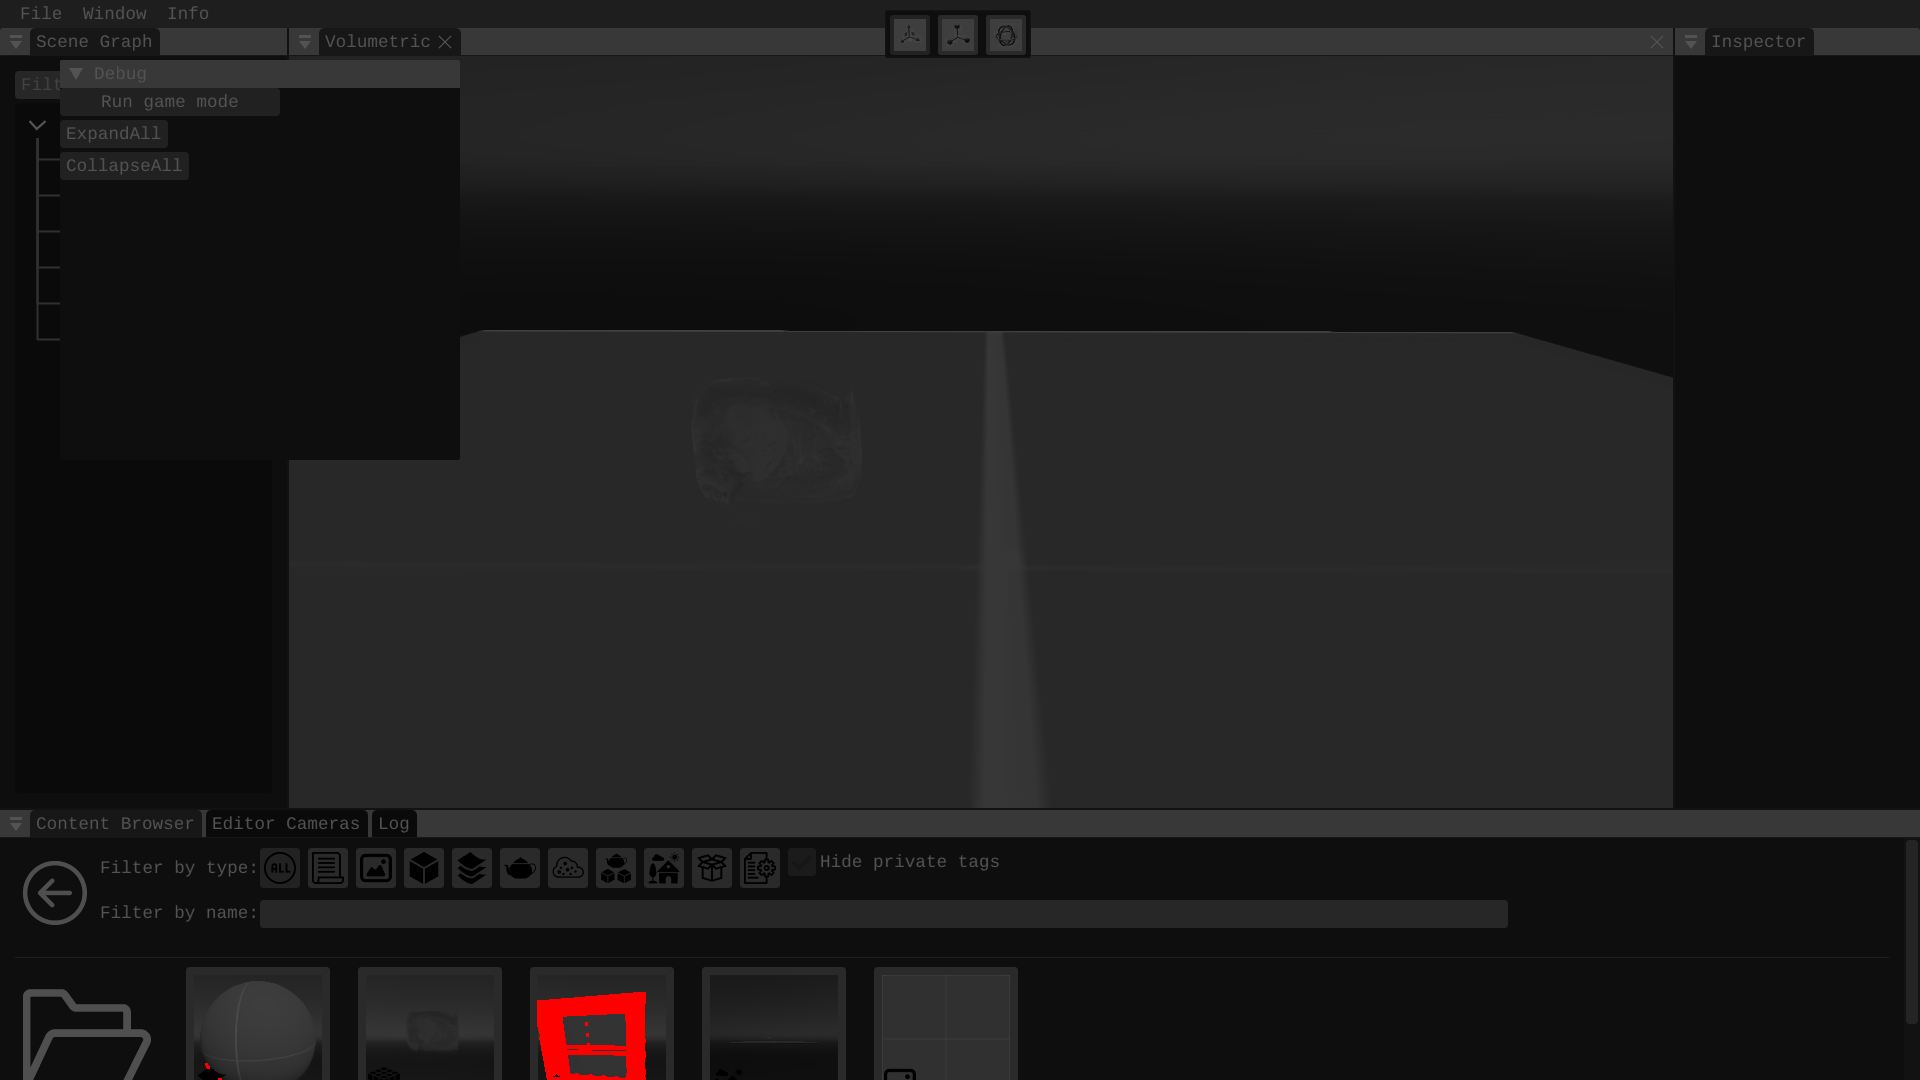 File Window Info
Scene Graph
Volumetric
Inspector
Filt
Debug
Run game mode
ExpandAll
CollapseAll
Content Browser
Editor Cameras
Log
Filter by type:
ALL
Hide private tags
Filter by name: